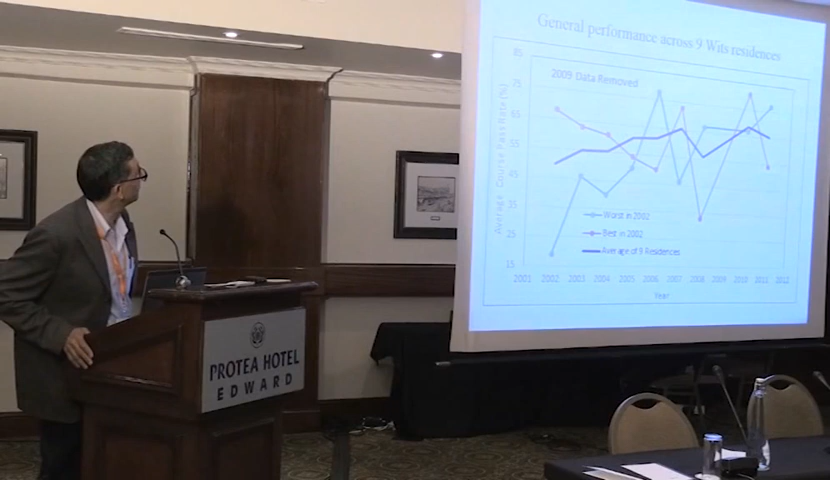 General performance across 9 Wits residences
85
2009 Data Removed
75
65
55
45
35
25
15
Average Course Pass Rate (%)
Worst in 2002
Best in 2002
Average of 9 Residences
2001 2002 2003 2004 2005 2006 2007 2008 2010 2011 2012
Year
PROTEA HOTEL
EDWARD